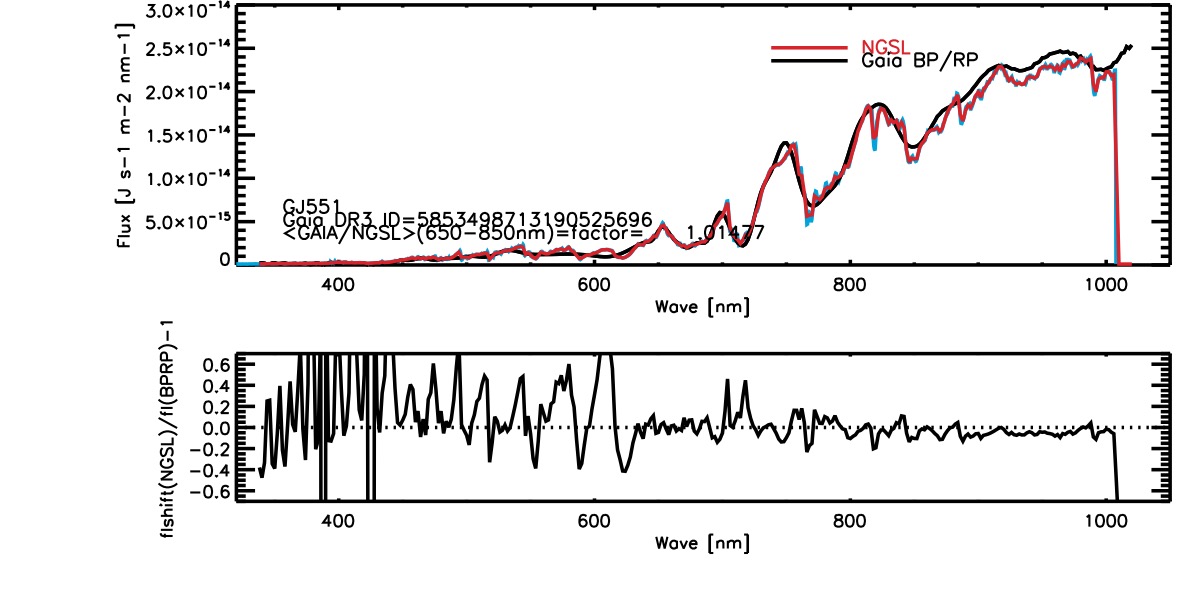 3.0×10⁻¹⁴
2.5×10⁻¹⁴
2.0×10⁻¹⁴
1.5×10⁻¹⁴
1.0×10⁻¹⁴
5.0×10⁻¹⁵
0
Flux [J s−1 m−2 nm−1]
NGSL
Gaia BP/RP
GJ551
Gaia DR3 ID=5853498713190525696
<GAIA/NGSL>(650−850nm)=factor= 1.01477
400 600 800 1000
Wave [nm]
flshift(NGSL)/fl(BPRP)−1
0.6
0.4
0.2
0.0
−0.2
−0.4
−0.6
400 600 800 1000
Wave [nm]